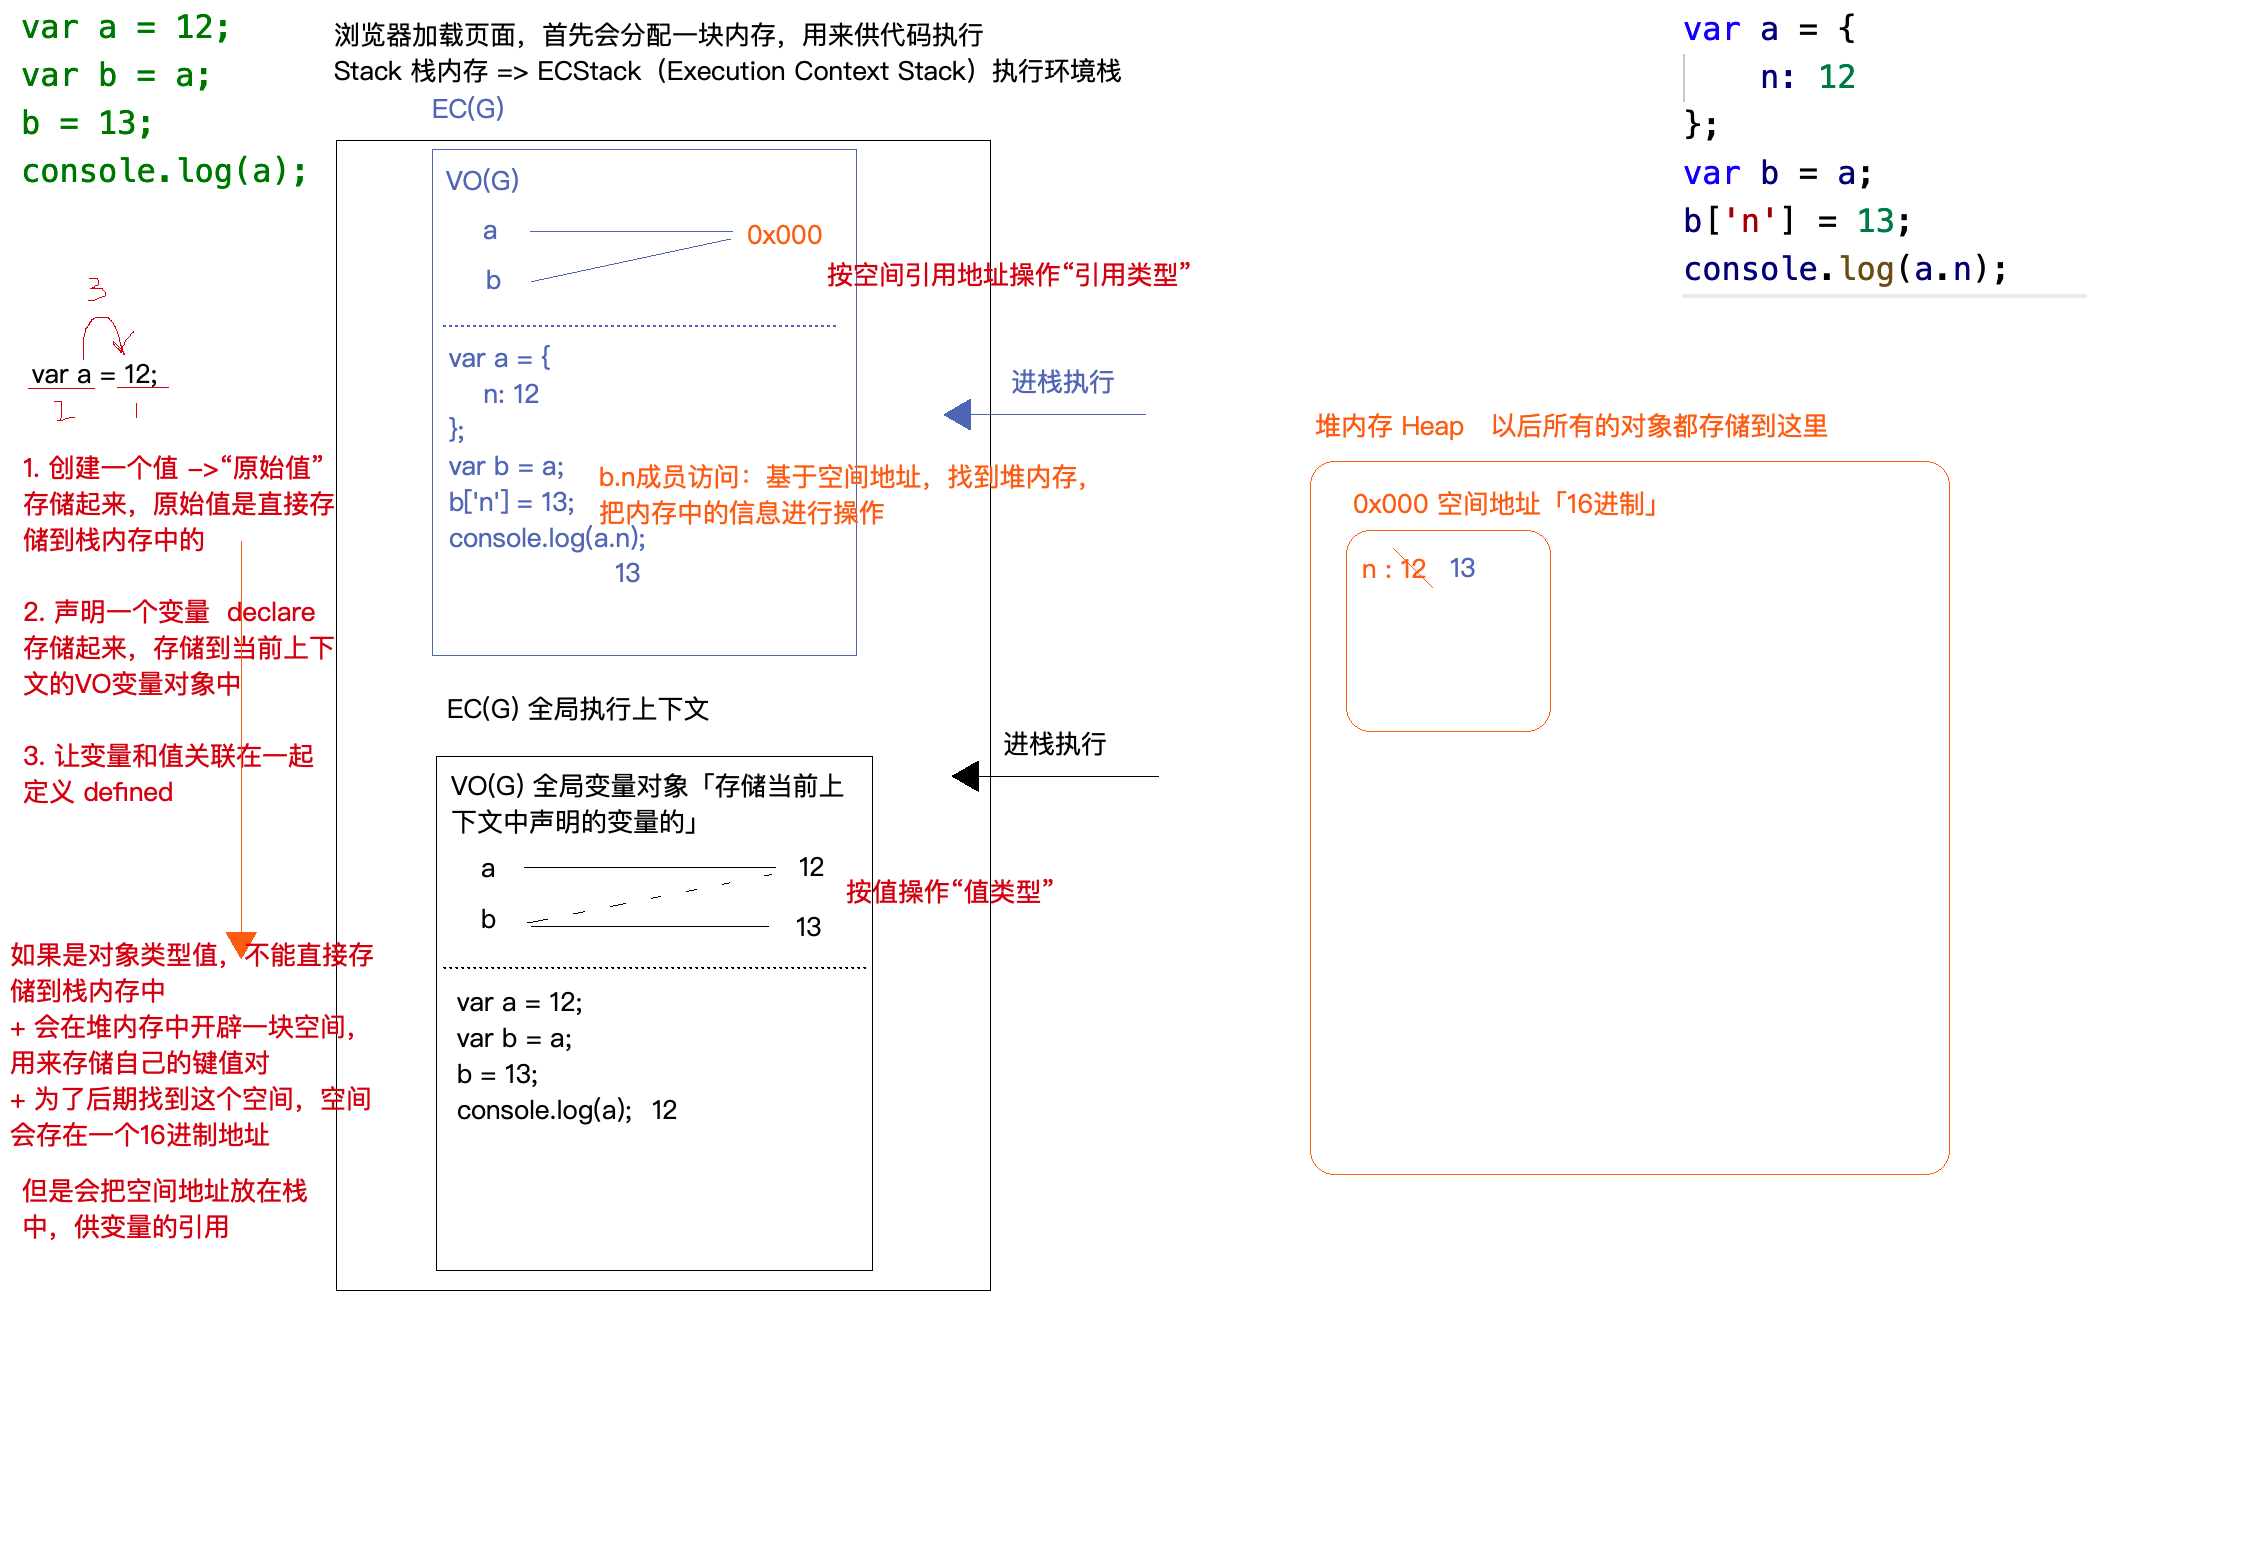 var a = 12;
var b = a;
b = 13;
console.log(a);
浏览器加载页面，首先会分配一块内存，用来供代码执行
Stack 栈内存 => ECStack（Execution Context Stack）执行环境栈
EC(G)
VO(G)
a
0x000
b
按空间引用地址操作“引用类型”
var a = {
n: 12
};
var b = a;
b['n'] = 13;
console.log(a.n);
13
b.n成员访问：基于空间地址，找到堆内存，
把内存中的信息进行操作
进栈执行
EC(G) 全局执行上下文
VO(G) 全局变量对象「存储当前上
下文中声明的变量的」
a
12
b
13
按值操作“值类型”
var a = 12;
var b = a;
b = 13;
console.log(a); 12
进栈执行
3
var a = 12;
2
1
1. 创建一个值 –>“原始值”
存储起来，原始值是直接存
储到栈内存中的
2. 声明一个变量 declare
存储起来，存储到当前上下
文的VO变量对象中
3. 让变量和值关联在一起
定义 defined
如果是对象类型值，不能直接存
储到栈内存中
+ 会在堆内存中开辟一块空间，
用来存储自己的键值对
+ 为了后期找到这个空间，空间
会存在一个16进制地址
但是会把空间地址放在栈
中，供变量的引用
var a = {
n: 12
};
var b = a;
b['n'] = 13;
console.log(a.n);
堆内存 Heap 以后所有的对象都存储到这里
0x000 空间地址「16进制」
n : 12 13